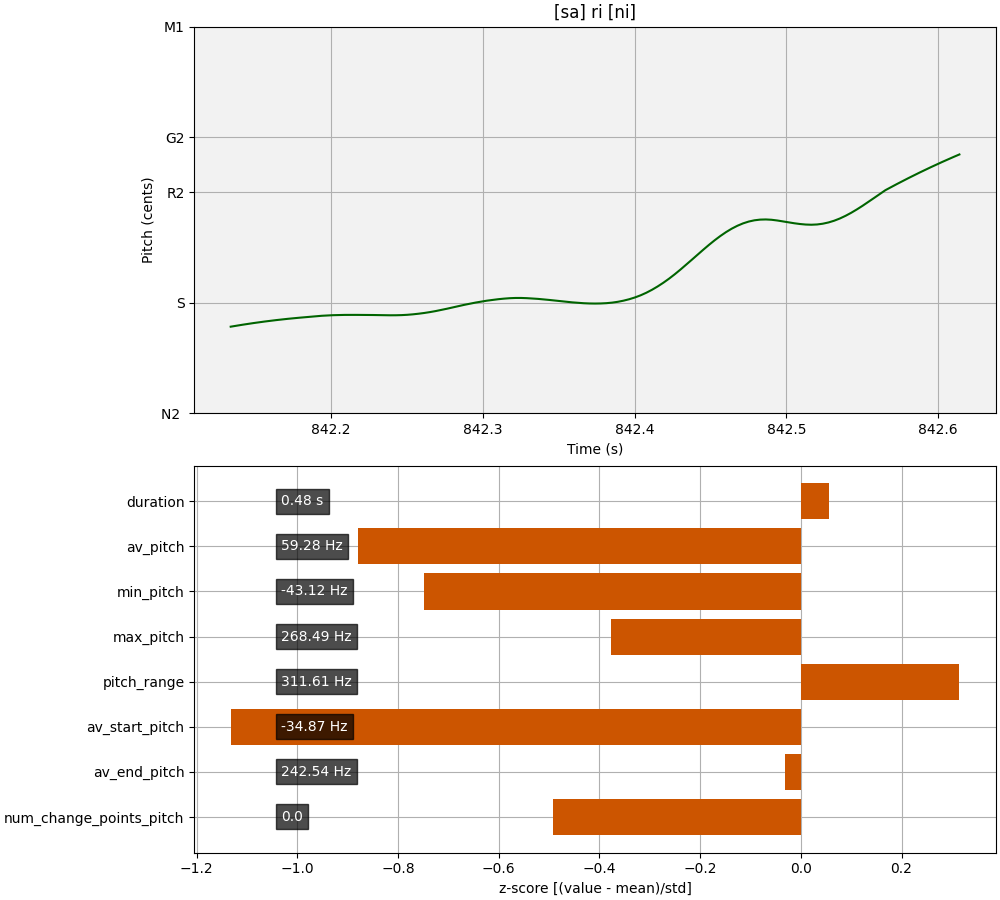 [sa] ri [ni]
M1
G2
R2
S
N2
Pitch (cents)
842.2 842.3 842.4 842.5 842.6
Time (s)
duration 0.48 s
av_pitch 59.28 Hz
min_pitch -43.12 Hz
max_pitch 268.49 Hz
pitch_range 311.61 Hz
av_start_pitch -34.87 Hz
av_end_pitch 242.54 Hz
num_change_points_pitch 0.0
−1.2 −1.0 −0.8 −0.6 −0.4 −0.2 0.0 0.2
z-score [(value - mean)/std]